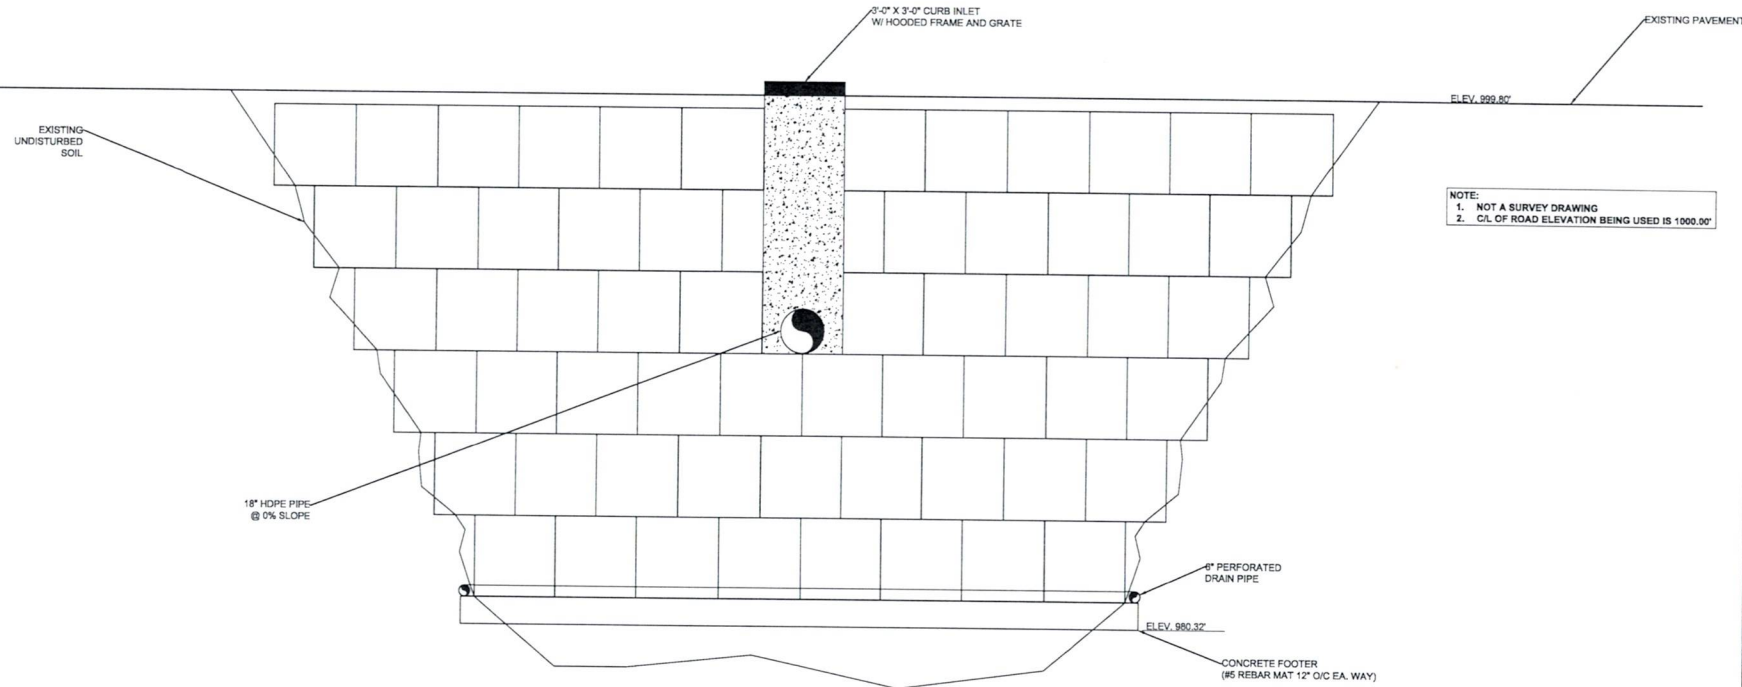 3'-0" X 3'-0" CURB INLET
W/ HOODED FRAME AND GRATE
EXISTING PAVEMENT
ELEV. 999.80'
EXISTING
UNDISTURBED
SOIL
NOTE:
1. NOT A SURVEY DRAWING
2. C/L OF ROAD ELEVATION BEING USED IS 1000.00'
18" HDPE PIPE
@ 0% SLOPE
6" PERFORATED
DRAIN PIPE
ELEV. 980.32'
CONCRETE FOOTER
(#5 REBAR MAT 12" O/C EA. WAY)